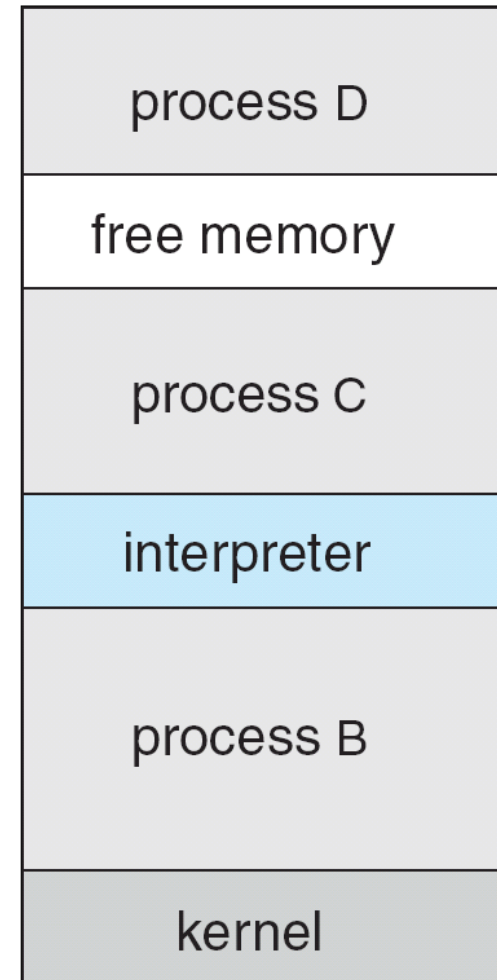 process D
free memory
process C
interpreter
process B
kernel